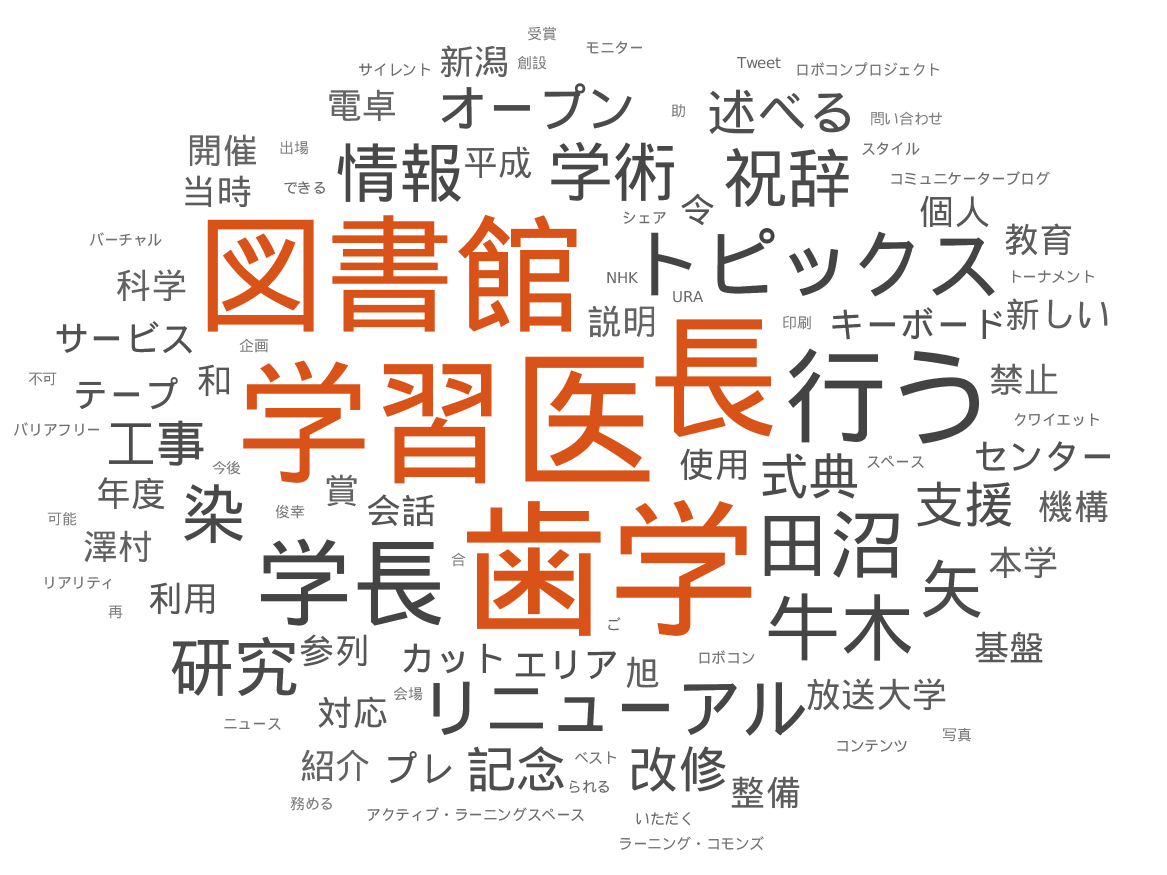 受賞
モニター
新潟
創設
サイレント
Tweet
ロボコンプロジェクト
電卓
オープン
助
述べる
問い合わせ
開催
出場
情報
平成
学術
祝辞
スタイル
当時
できる
コミュニケーターブログ
シェア
令
個人
バーチャル
図書館
トピックス
教育
科学
NHK
URA
トーナメント
サービス
説明
長
印刷
キーボード
新しい
企画
不可
テープ
和
学習
医
行う
禁止
バリアフリー
工事
クワイエット
今後
使用
式典
スペース
センター
年度
染
賞
会話
支援
機構
可能
俊幸
澤村
学長
合
歯学
田沼
本学
リアリティ
再
利用
矢
ご
牛木
研究
参列
カット
エリア
旭
ロボコン
基盤
ニュース
対応
会場
リニューアル
放送大学
写真
コンテンツ
紹介
プレ
記念
ベスト
られる
改修
整備
務める
アクティブ・ラーニングスペース
いただく
ラーニング・コモンズ